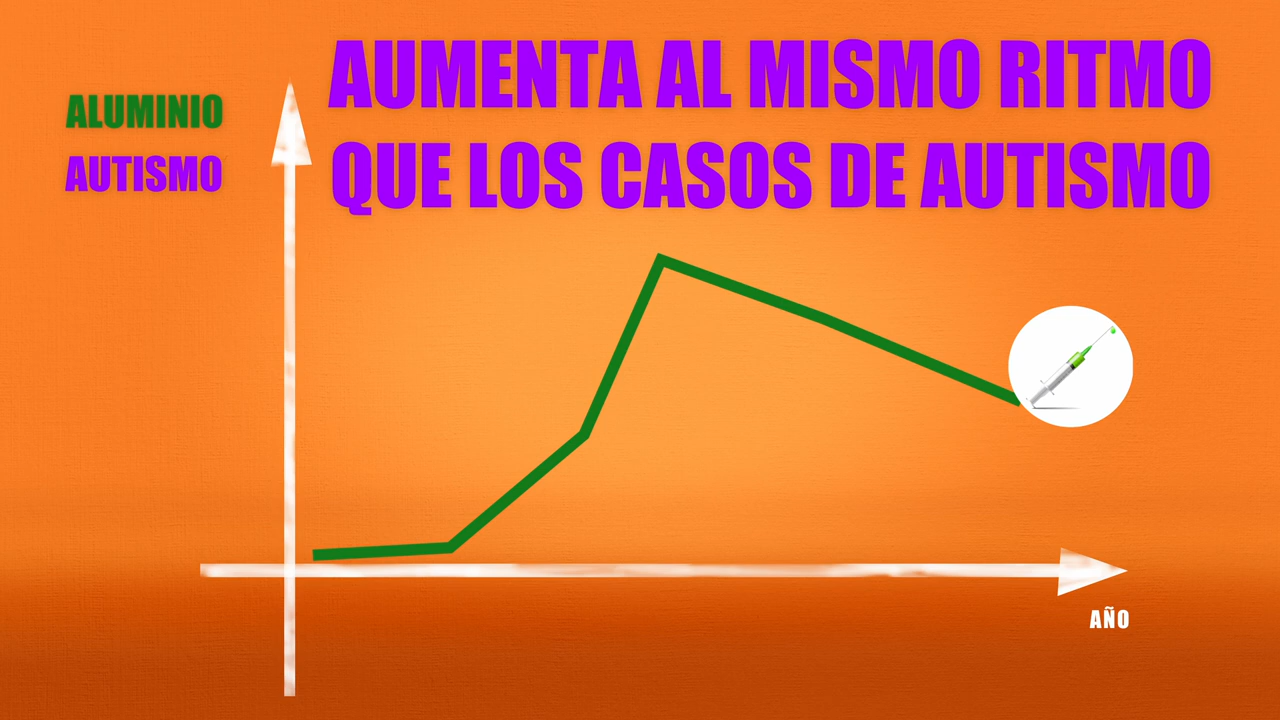 AUMENTA AL MISMO RITMO
QUE LOS CASOS DE AUTISMO
ALUMINIO
AUTISMO
AÑO